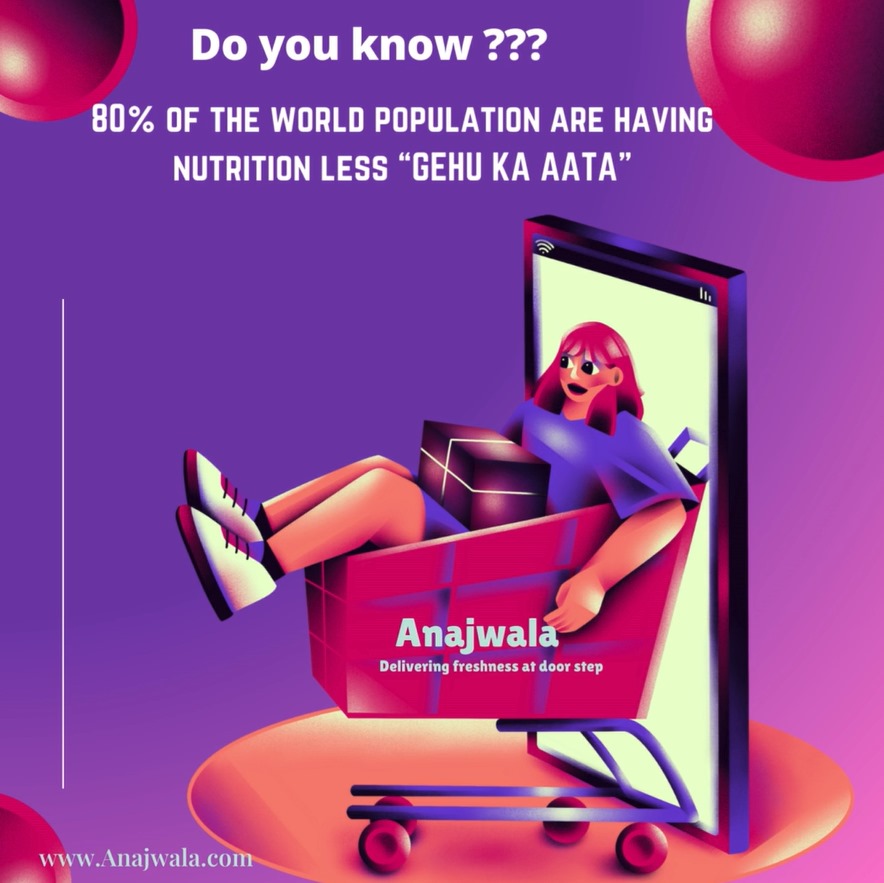 Do you know ???
80% OF THE WORLD POPULATION ARE HAVING
NUTRITION LESS “GEHU KA AATA”
Anajwala
Delivering freshness at door step
www.Anajwala.com